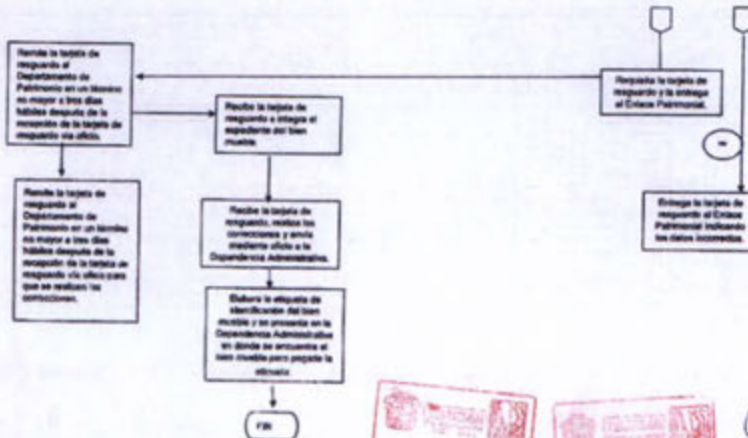 Remite la tarjeta de
resguardo al
Departamento de
Patrimonio en un término
no mayor a tres días
hábiles después de la
recepción de la tarjeta de
resguardo vía oficio.
Recibe la tarjeta de
resguardo e integra el
expediente del bien
mueble.
Requisita la tarjeta de
resguardo y la entrega
al Enlace Patrimonial.
Remite la tarjeta de
resguardo al
Departamento de
Patrimonio en un término
no mayor a tres días
hábiles después de la
recepción de la tarjeta de
resguardo vía oficio para
que se realicen las
correcciones.
Recibe la tarjeta de
resguardo, realiza las
correcciones y envía
mediante oficio a la
Dependencia Administrativa.
Entrega la tarjeta de
resguardo al Enlace
Patrimonial indicando
los datos incorrectos.
Elabora la etiqueta de
identificación del bien
mueble y se presenta en la
Dependencia Administrativa
en donde se encuentra el
bien mueble para pegarle la
etiqueta
FIN